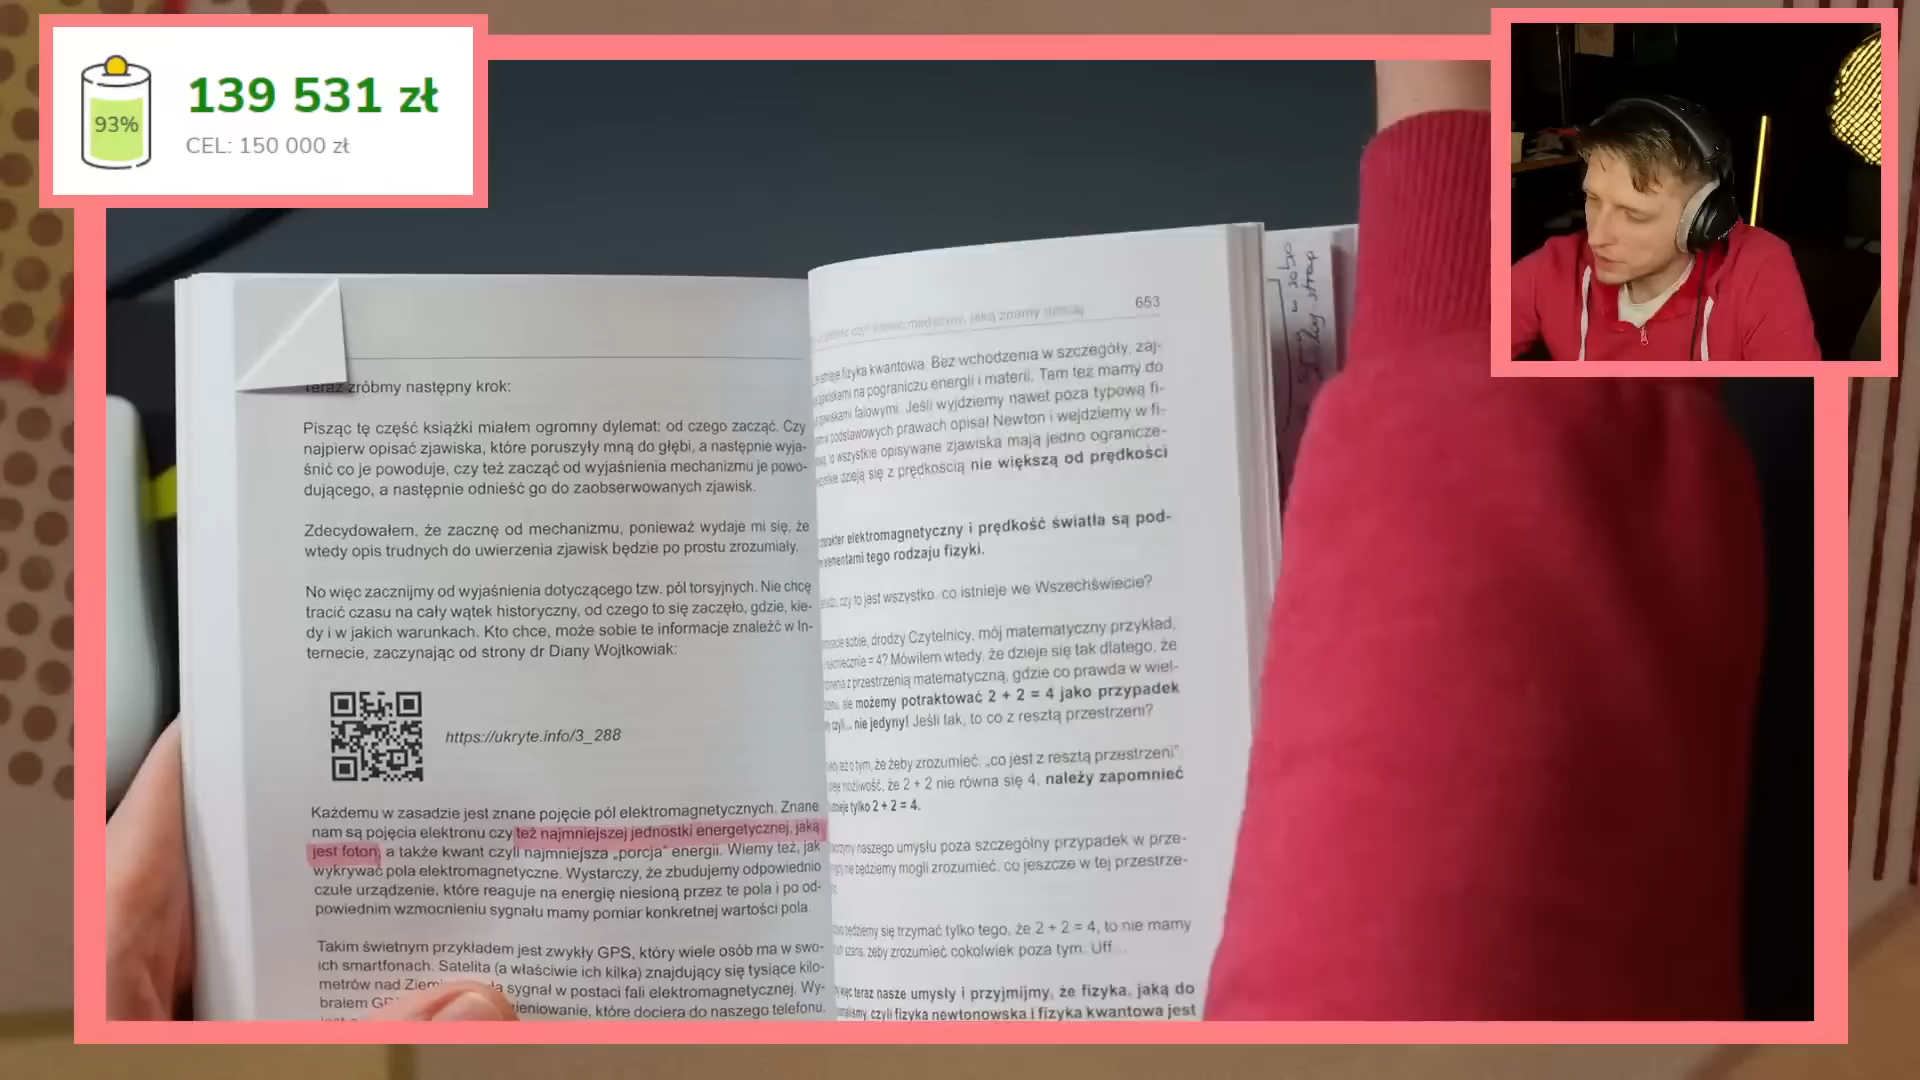 93%
139 531 zł
CEL: 150 000 zł
Teraz zróbmy następny krok:
Pisząc tę część książki miałem ogromny dylemat: od czego zacząć. Czy
najpierw opisać zjawiska, które poruszyły mną do głębi, a następnie wyja-
śnić co je powoduje, czy też zacząć od wyjaśnienia mechanizmu je powo-
dującego, a następnie odnieść go do zaobserwowanych zjawisk.
Zdecydowałem, że zacznę od mechanizmu, ponieważ wydaje mi się, że
wtedy opis trudnych do uwierzenia zjawisk będzie po prostu zrozumiały.
No więc zacznijmy od wyjaśnienia dotyczącego tzw. pól torsyjnych. Nie chcę
tracić czasu na cały wątek historyczny, od czego to się zaczęło, gdzie, kie-
dy i w jakich warunkach. Kto chce, może sobie te informacje znaleźć w In-
ternecie, zaczynając od strony dr Diany Wojtkowiak:
https://ukryte.info/3_288
Każdemu w zasadzie jest znane pojęcie pól elektromagnetycznych. Znane
nam są pojęcia elektronu czy też najmniejszej jednostki energetycznej, jaką
jest foton, a także kwant czyli najmniejsza „porcja” energii. Wiemy też, jak
wykrywać pola elektromagnetyczne. Wystarczy, że zbudujemy odpowiednio
czułe urządzenie, które reaguje na energię niesioną przez te pola i po od-
powiednim wzmocnieniu sygnału mamy pomiar konkretnej wartości pola.
Takim świetnym przykładem jest zwykły GPS, który wiele osób ma w swo-
ich smartfonach. Satelita (a właściwie ich kilka) znajdujący się tysiące kilo-
metrów nad sygnał w postaci fali elektromagnetycznej. Wy-
brałem które dociera do naszego telefonu.
653
jaką znamy dzisiaj
fizyka kwantowa. Bez wchodzenia w szczegóły, zaj-
na pograniczu energii i materii. Tam też mamy do
falowymi. Jeśli wyjdziemy nawet poza typową fi-
podstawowych prawach opisał Newton i wejdziemy w fi-
wszystkie opisywane zjawiska mają jedno ogranicze-
dzieją się z prędkością nie większą od prędkości
elektromagnetyczny i prędkość światła są pod-
elementami tego rodzaju fizyki.
czy to jest wszystko, co istnieje we Wszechświecie?
sobie, drodzy Czytelnicy, mój matematyczny przykład,
= 4? Mówiłem wtedy, że dzieje się tak dlatego, że
z przestrzenią matematyczną, gdzie co prawda w wiel-
ale możemy potraktować 2 + 2 = 4 jako przypadek
czyli... nie jedyny! Jeśli tak, to co z resztą przestrzeni?
też o tym, że żeby zrozumieć, „co jest z resztą przestrzeni”,
możliwość, że 2 + 2 nie równa się 4, należy zapomnieć
tylko 2 + 2 = 4.
naszego umysłu poza szczególny przypadek w prze-
nie będziemy mogli zrozumieć, co jeszcze w tej przestrze-
będziemy się trzymać tylko tego, że 2 + 2 = 4, to nie mamy
szans, żeby zrozumieć cokolwiek poza tym. Uff...
więc teraz nasze umysły i przyjmijmy, że fizyka, jaką do
czyli fizyka newtonowska i fizyka kwantowa jest